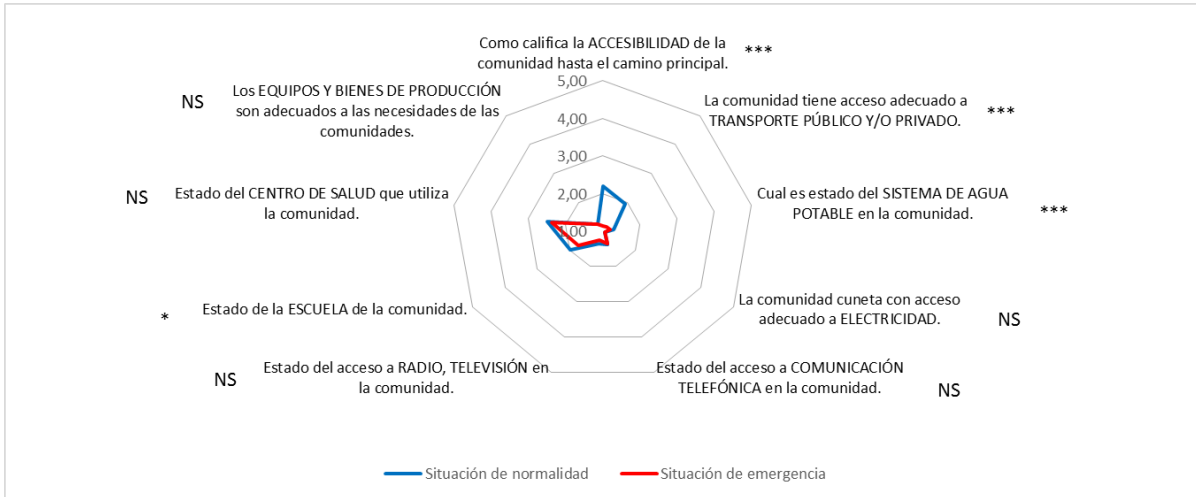 Como califica la ACCESIBILIDAD de la
comunidad hasta el camino principal.
***
5,00
4,00
3,00
2,00
1,00
La comunidad tiene acceso adecuado a
TRANSPORTE PÚBLICO Y/O PRIVADO.
***
Cual es estado del SISTEMA DE AGUA
POTABLE en la comunidad.
***
La comunidad cuneta con acceso
adecuado a ELECTRICIDAD.
NS
Estado del acceso a COMUNICACIÓN
TELEFÓNICA en la comunidad.
NS
Estado del acceso a RADIO, TELEVISIÓN en
la comunidad.
NS
Estado de la ESCUELA de la comunidad.
*
Estado del CENTRO DE SALUD que utiliza
la comunidad.
NS
Los EQUIPOS Y BIENES DE PRODUCCIÓN
son adecuados a las necesidades de las
comunidades.
NS
Situación de normalidad
Situación de emergencia